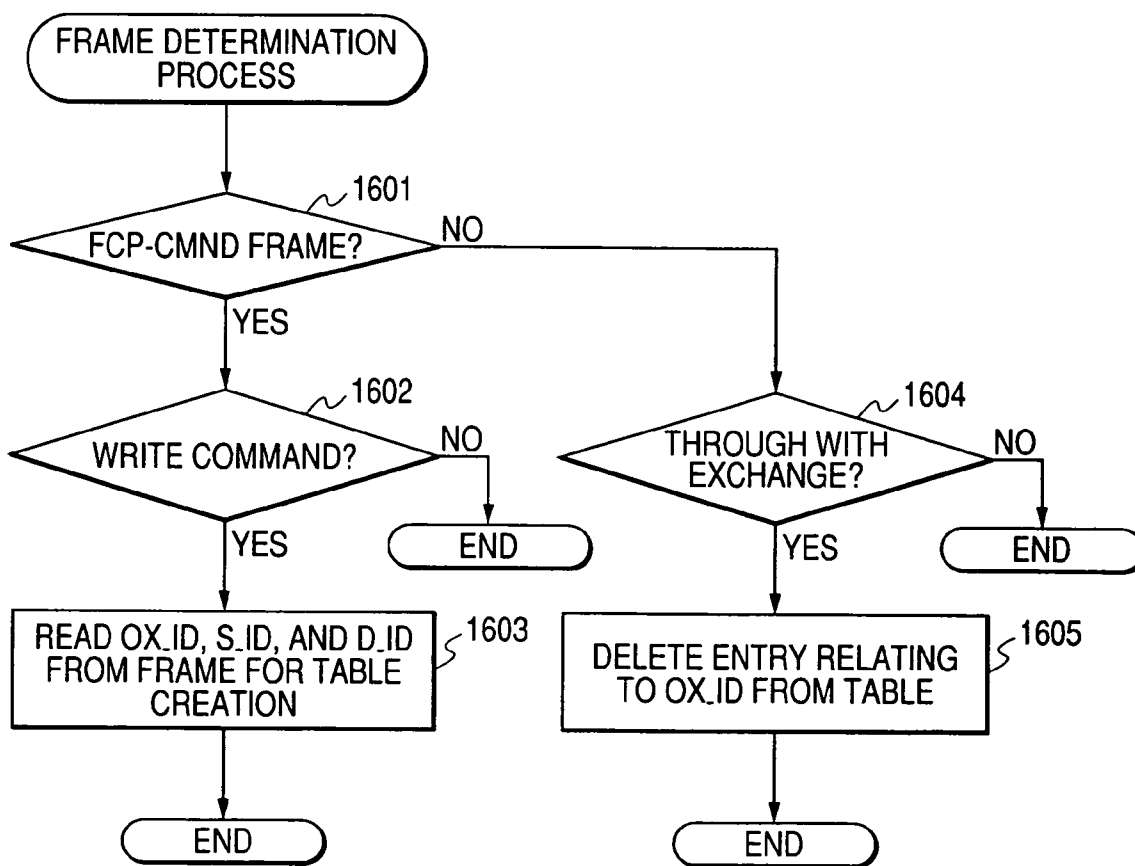 FRAME DETERMINATION
PROCESS
1601
FCP-CMND FRAME?
NO
YES
1602
WRITE COMMAND?
NO
END
YES
1603
READ OX_ID, S_ID, AND D_ID
FROM FRAME FOR TABLE
CREATION
END
1604
THROUGH WITH
EXCHANGE?
NO
END
YES
1605
DELETE ENTRY RELATING
TO OX_ID FROM TABLE
END